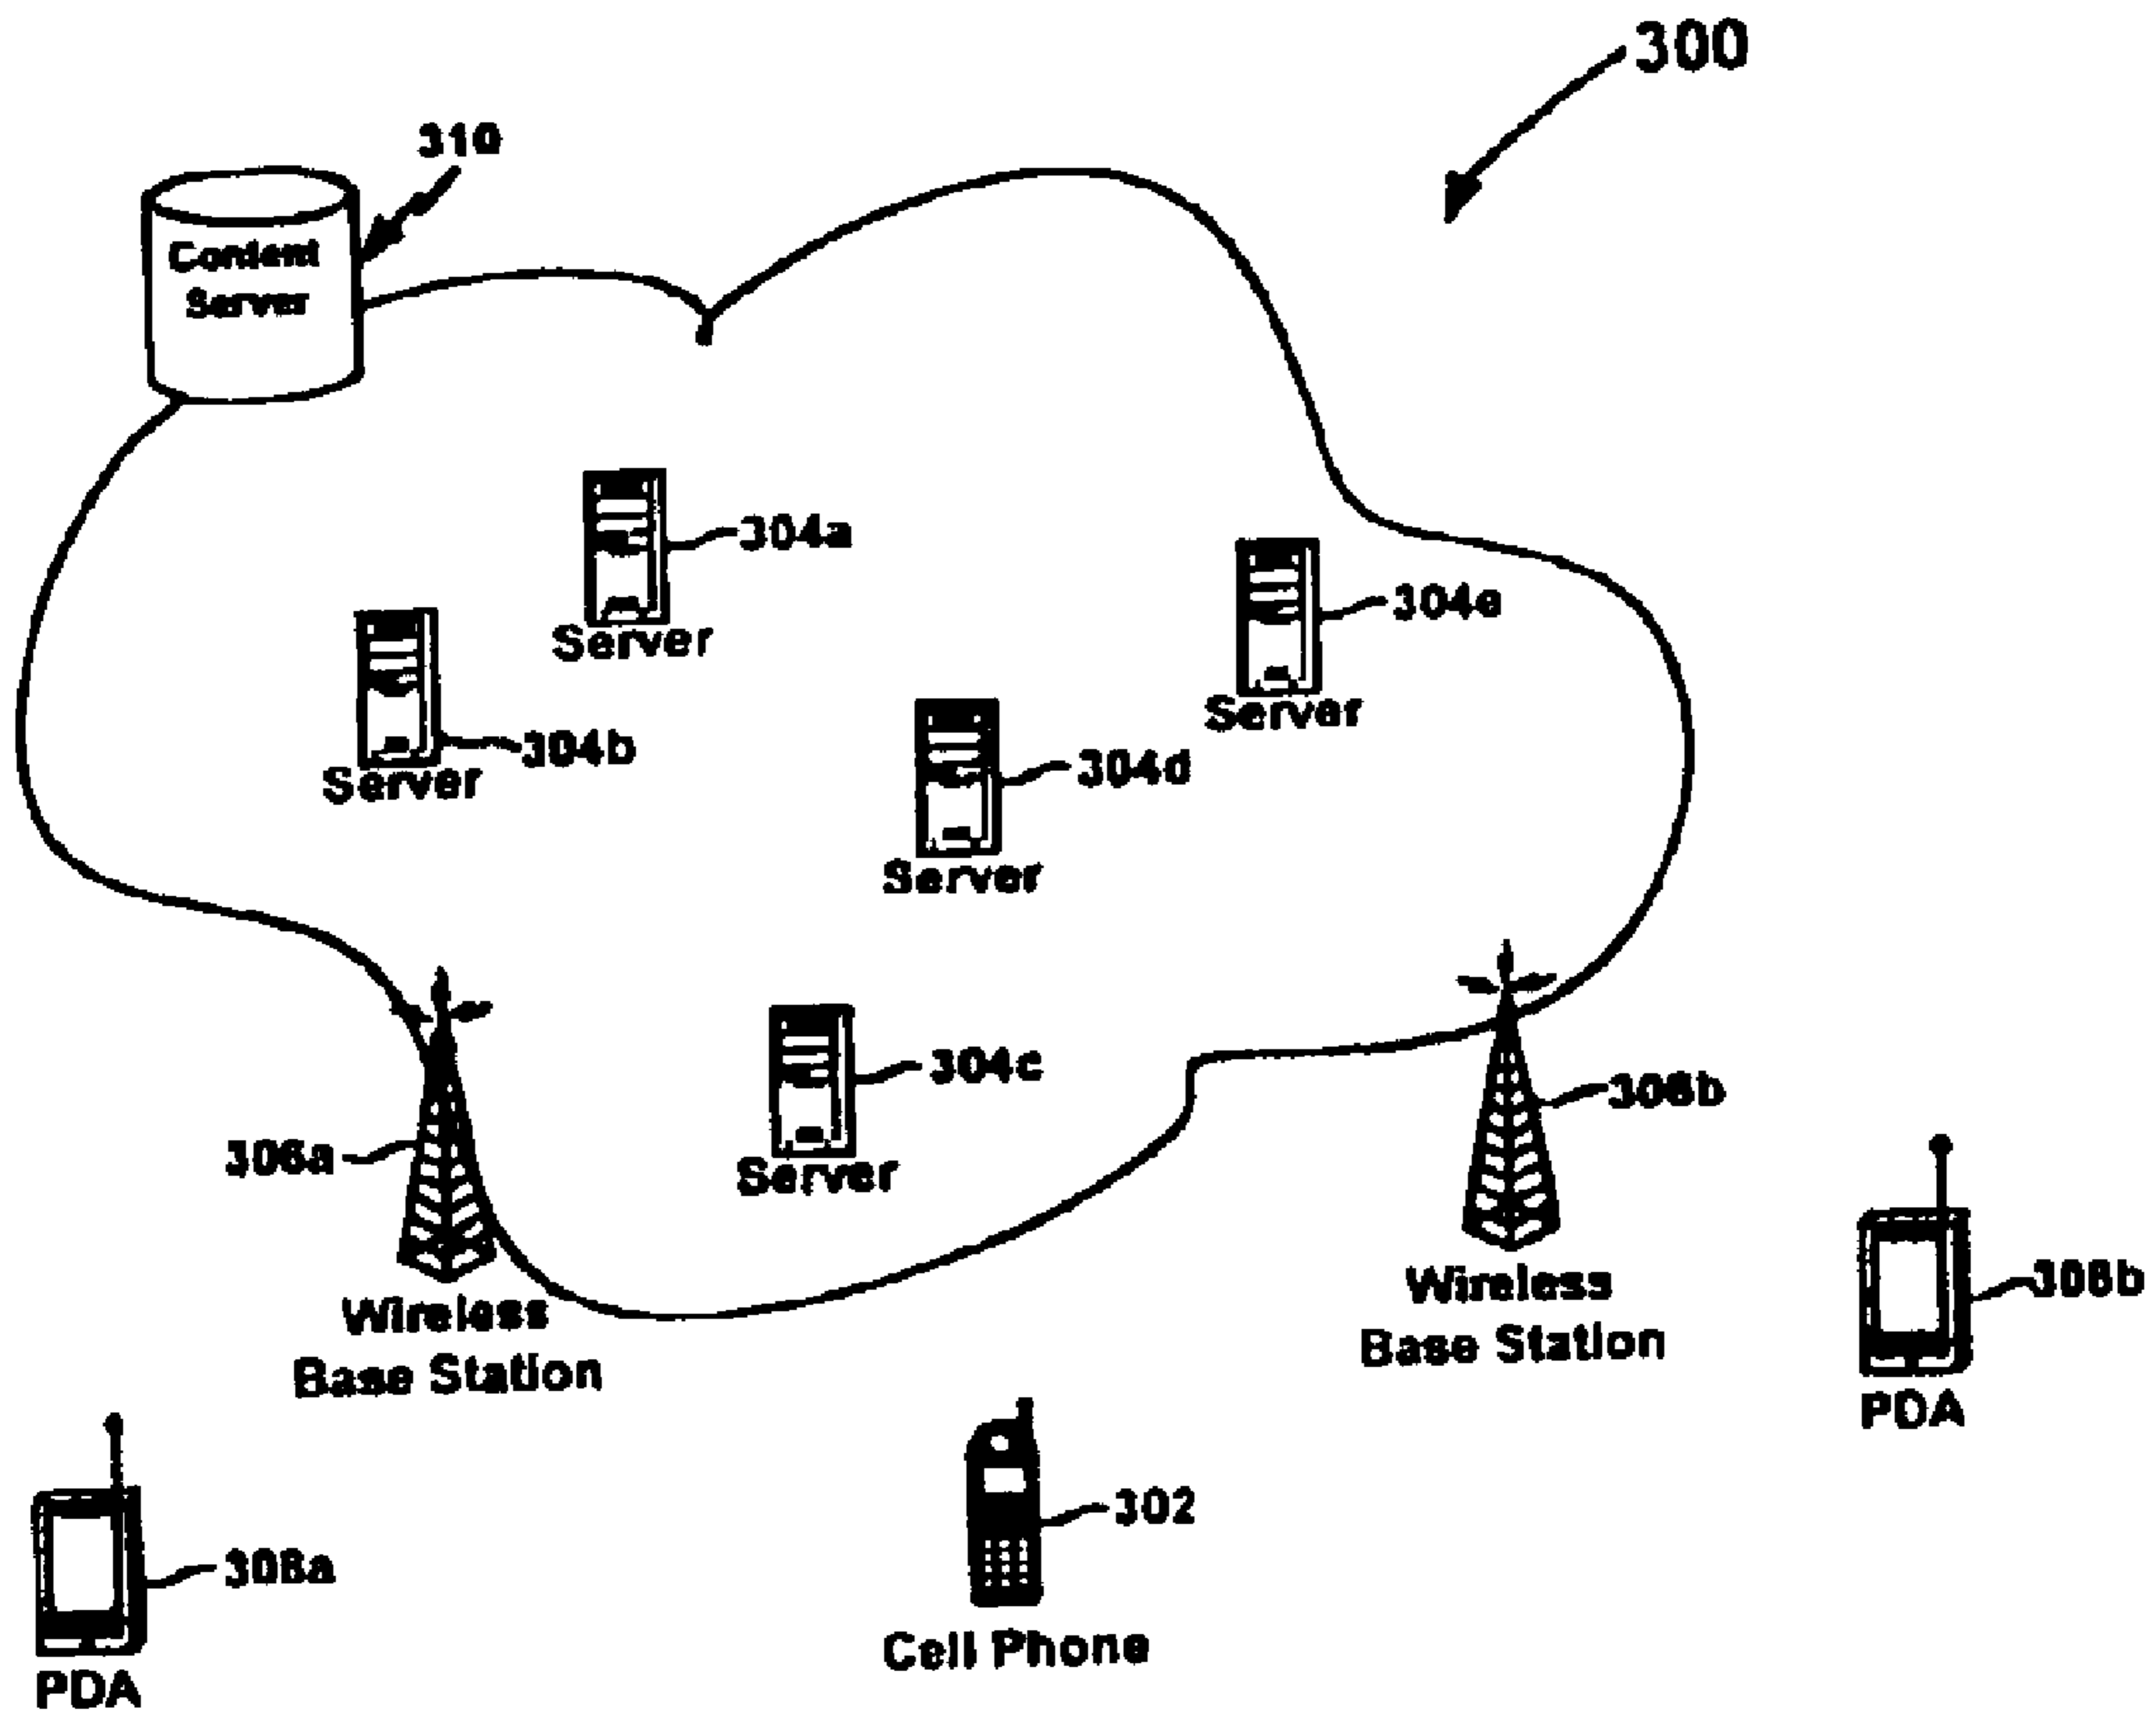 300
310
Content
Server
304a
Server
304e
Server
304b
Server
304d
Server
304c
Server
306a
Wireless
Base Station
306b
Wireless
Base Station
308b
PDA
302
Cell Phone
308a
PDA